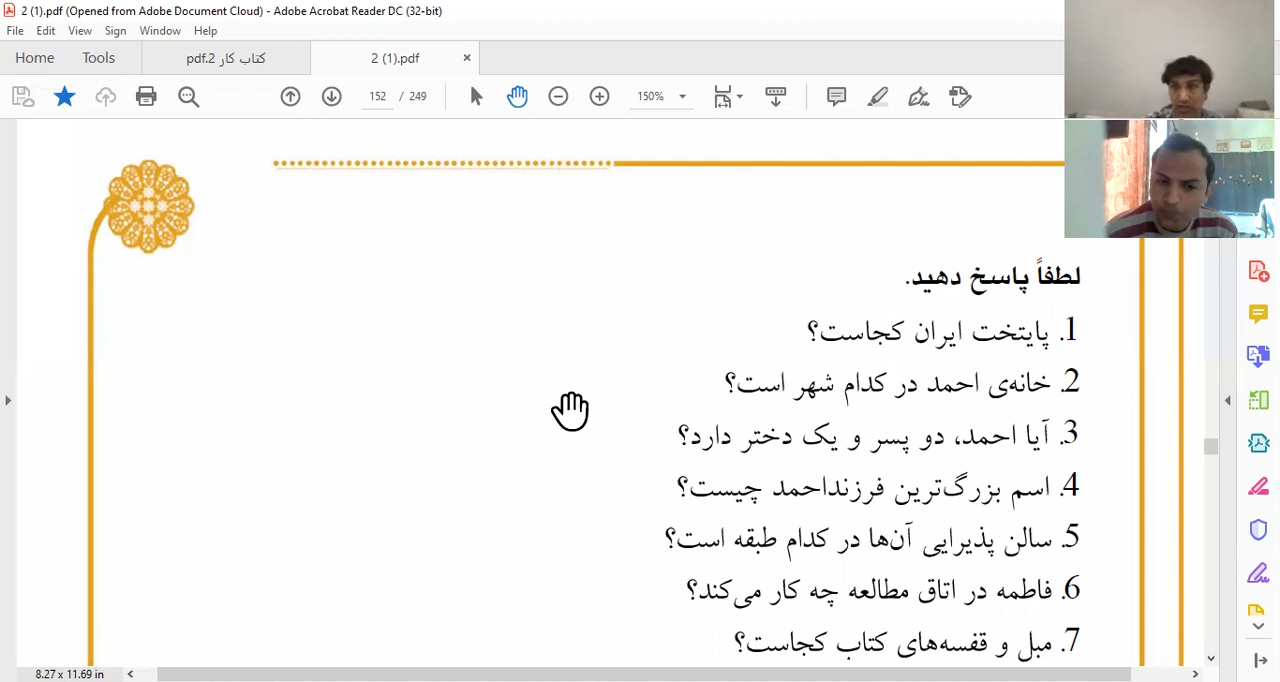 2 (1).pdf (Opened from Adobe Document Cloud) - Adobe Acrobat Reader DC (32-bit)
File Edit View Sign Window Help
Home Tools کتاب کار 2.pdf 2 (1).pdf ×
152 / 249 150%
لطفاً پاسخ دهید.
1. پایتخت ایران کجاست؟
2. خانه‌ی احمد در کدام شهر است؟
3. آیا احمد، دو پسر و یک دختر دارد؟
4. اسم بزرگ‌ترین فرزنداحمد چیست؟
5. سالن پذیرایی آن‌ها در کدام طبقه است؟
6. فاطمه در اتاق مطالعه چه کار می‌کند؟
7. مبل و قفسه‌های کتاب کجاست؟
8.27 x 11.69 in